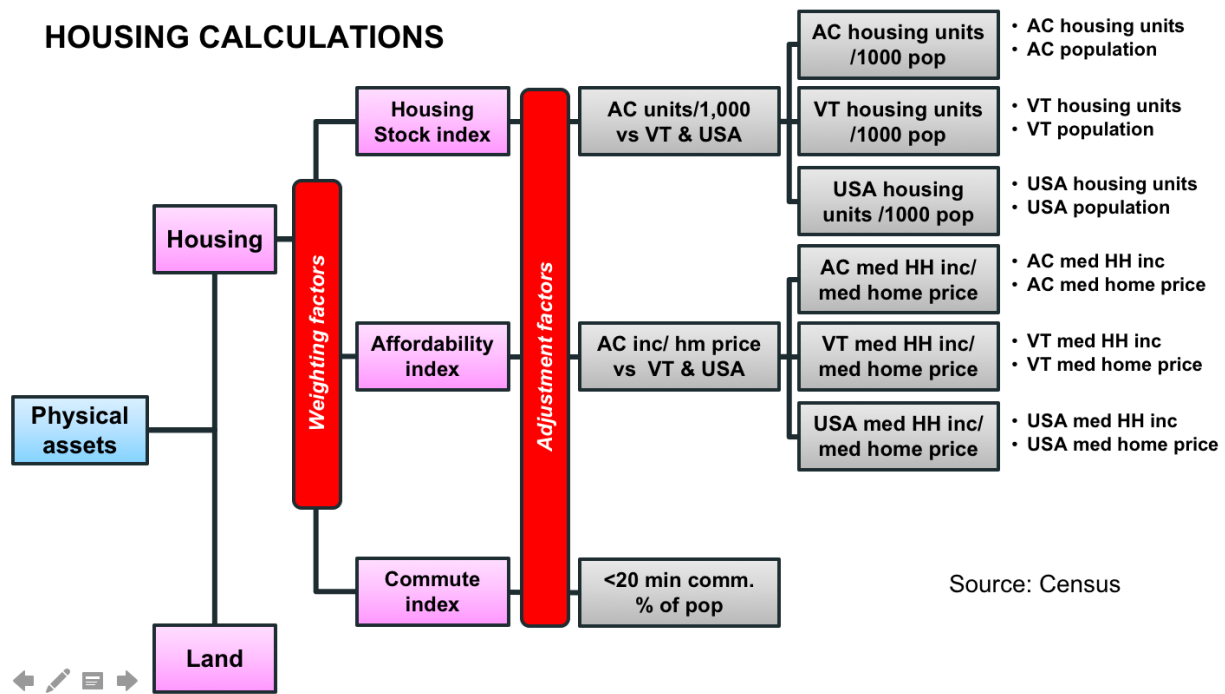 HOUSING CALCULATIONS
Physical
assets
Housing
Land
Weighting factors
Housing
Stock index
Affordability
index
Commute
index
Adjustment factors
AC units/1,000
vs VT & USA
AC inc/ hm price
vs VT & USA
<20 min comm.
% of pop
AC housing units
/1000 pop
• AC housing units
• AC population
VT housing units
/1000 pop
• VT housing units
• VT population
USA housing
units /1000 pop
• USA housing units
• USA population
AC med HH inc/
med home price
• AC med HH inc
• AC med home price
VT med HH inc/
med home price
• VT med HH inc
• VT med home price
USA med HH inc/
med home price
• USA med HH inc
• USA med home price
Source: Census